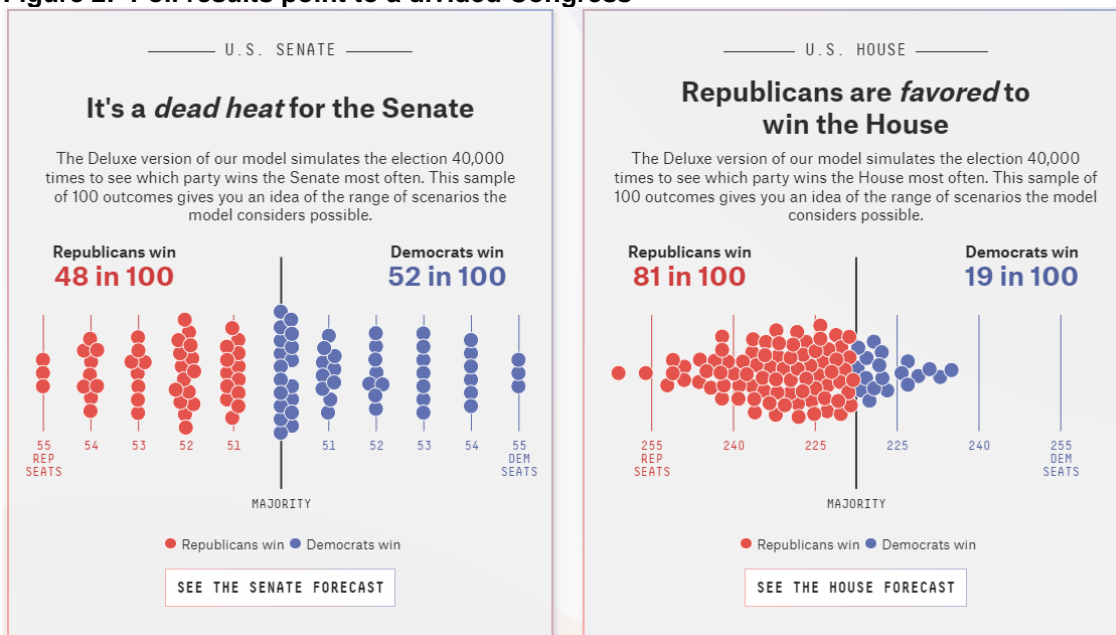 Figure 2: Poll results point to a divided Congress
U.S. SENATE
It's a dead heat for the Senate
The Deluxe version of our model simulates the election 40,000
times to see which party wins the Senate most often. This sample
of 100 outcomes gives you an idea of the range of scenarios the
model considers possible.
Republicans win
48 in 100
Democrats win
52 in 100
55
REP
SEATS
54
53
52
51
51
52
53
54
55
DEM
SEATS
MAJORITY
Republicans win Democrats win
SEE THE SENATE FORECAST
U.S. HOUSE
Republicans are favored to
win the House
The Deluxe version of our model simulates the election 40,000
times to see which party wins the House most often. This sample of
100 outcomes gives you an idea of the range of scenarios the model
considers possible.
Republicans win
81 in 100
Democrats win
19 in 100
255
REP
SEATS
240
225
225
240
255
DEM
SEATS
MAJORITY
Republicans win Democrats win
SEE THE HOUSE FORECAST